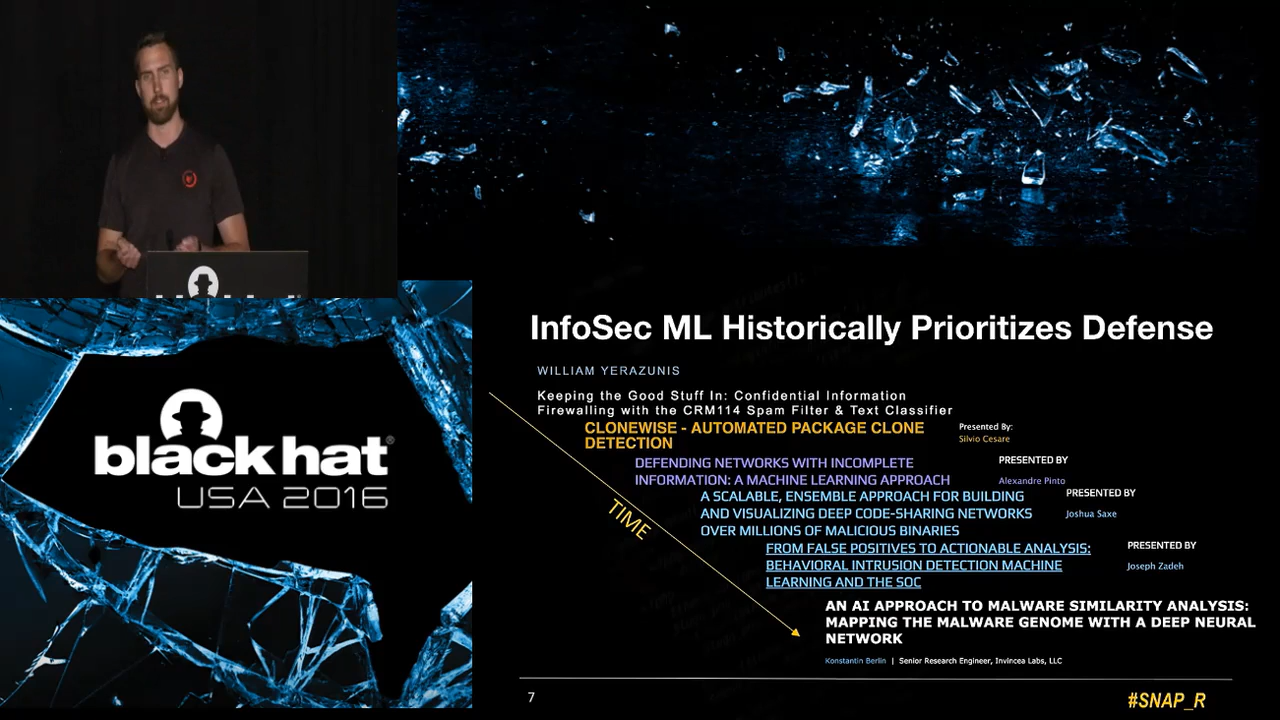 InfoSec ML Historically Prioritizes Defense
WILLIAM YERAZUNIS
Keeping the Good Stuff In: Confidential Information
Firewalling with the CRM114 Spam Filter & Text Classifier
CLONEWISE - AUTOMATED PACKAGE CLONE
DETECTION
Presented By:
Silvio Cesare
DEFENDING NETWORKS WITH INCOMPLETE
INFORMATION: A MACHINE LEARNING APPROACH
PRESENTED BY
Alexandre Pinto
A SCALABLE, ENSEMBLE APPROACH FOR BUILDING
AND VISUALIZING DEEP CODE-SHARING NETWORKS
OVER MILLIONS OF MALICIOUS BINARIES
PRESENTED BY
Joshua Saxe
TIME
FROM FALSE POSITIVES TO ACTIONABLE ANALYSIS:
BEHAVIORAL INTRUSION DETECTION MACHINE
LEARNING AND THE SOC
PRESENTED BY
Joseph Zadeh
AN AI APPROACH TO MALWARE SIMILARITY ANALYSIS:
MAPPING THE MALWARE GENOME WITH A DEEP NEURAL
NETWORK
Konstantin Berlin | Senior Research Engineer, Invincea Labs, LLC
7
#SNAP_R
black hat®
USA 2016